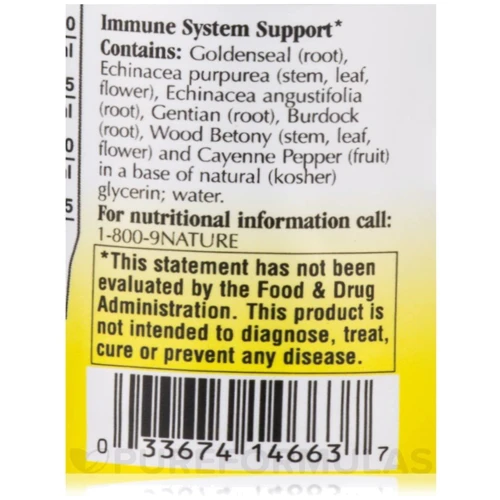 Immune System Support*
Contains: Goldenseal (root),
Echinacea purpurea (stem, leaf,
flower), Echinacea angustifolia
(root), Gentian (root), Burdock
(root), Wood Betony (stem, leaf,
flower) and Cayenne Pepper (fruit)
in a base of natural (kosher)
glycerin; water.
For nutritional information call:
1-800-9NATURE
*This statement has not been
evaluated by the Food & Drug
Administration. This product is
not intended to diagnose, treat,
cure or prevent any disease.
0 33674 14663 7
PUREFORMULAS